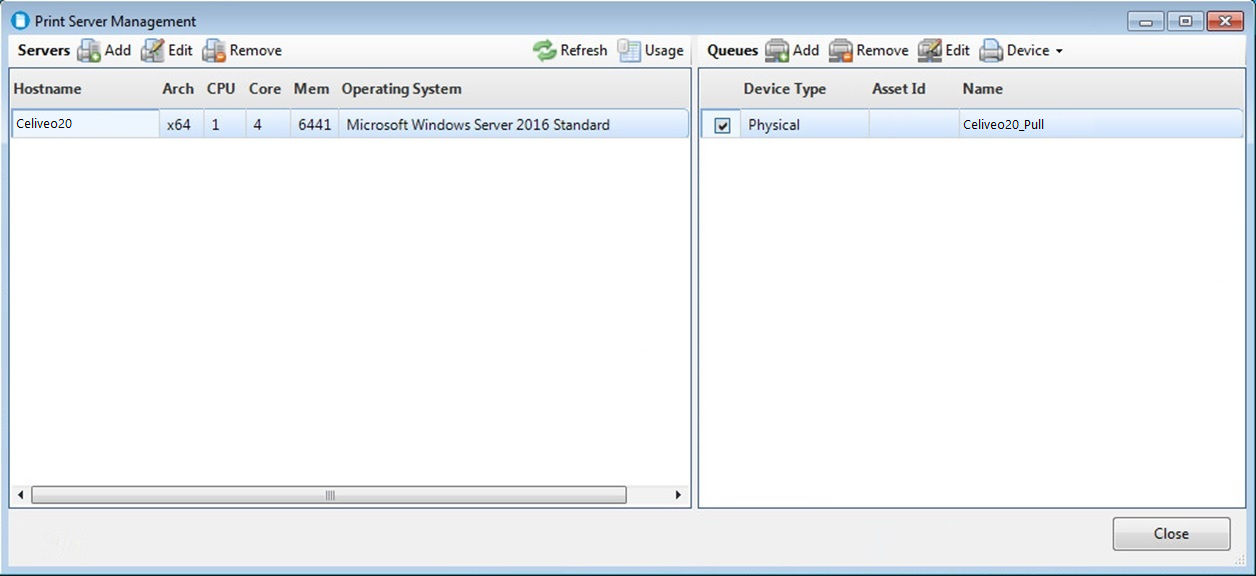 Print Server Management
Servers Add Edit Remove Refresh Usage Queues Add Remove Edit Device
Hostname Arch CPU Core Mem Operating System Device Type Asset Id Name
Celiveo20 x64 1 4 6441 Microsoft Windows Server 2016 Standard Physical Celiveo20_Pull
Close